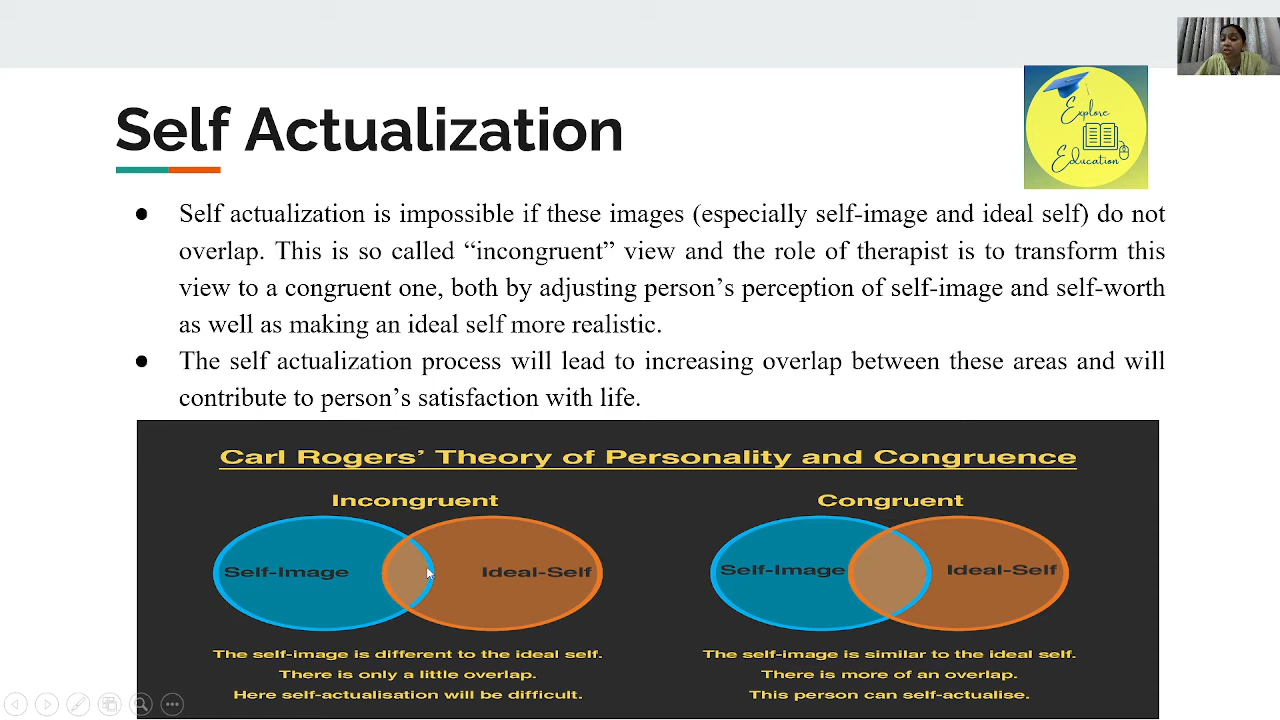 Self Actualization
Explore
Education
● Self actualization is impossible if these images (especially self-image and ideal self) do not
overlap. This is so called “incongruent” view and the role of therapist is to transform this
view to a congruent one, both by adjusting person’s perception of self-image and self-worth
as well as making an ideal self more realistic.
● The self actualization process will lead to increasing overlap between these areas and will
contribute to person’s satisfaction with life.
Carl Rogers’ Theory of Personality and Congruence
Incongruent
Self-Image
Ideal-Self
The self-image is different to the ideal self.
There is only a little overlap.
Here self-actualisation will be difficult.
Congruent
Self-Image
Ideal-Self
The self-image is similar to the ideal self.
There is more of an overlap.
This person can self-actualise.